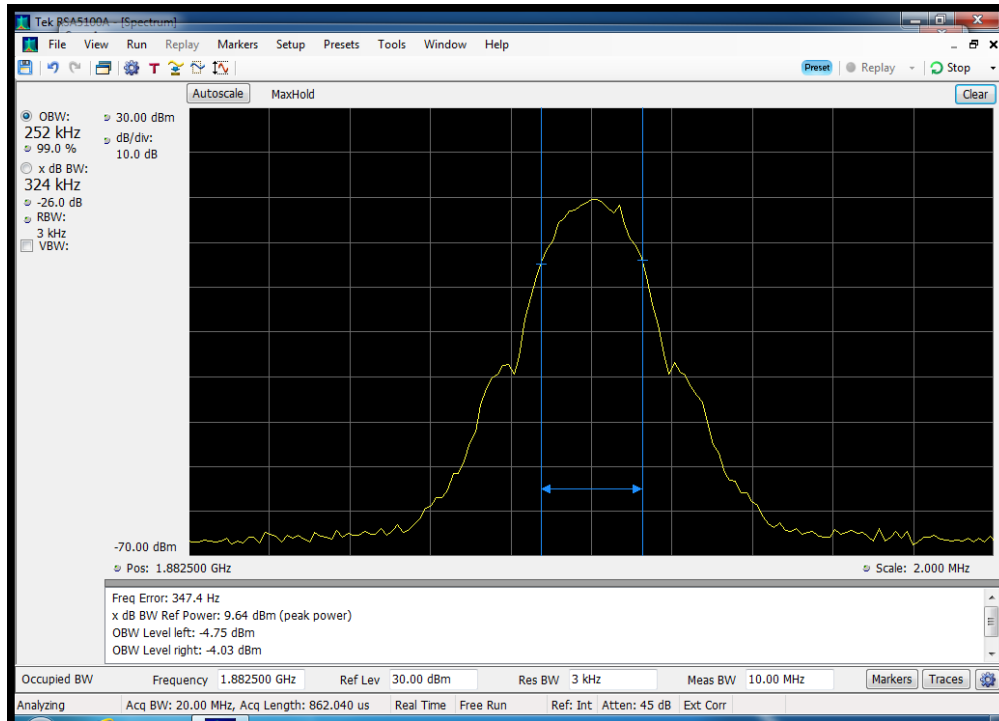 Tek RSA5100A - [Spectrum]
File View Run Replay Markers Setup Presets Tools Window Help
T Preset Replay Stop
Autoscale MaxHold Clear
OBW: 30.00 dBm
252 kHz dB/div:
99.0 % 10.0 dB
x dB BW:
324 kHz
-26.0 dB
RBW:
3 kHz
VBW:
-70.00 dBm
Pos: 1.882500 GHz Scale: 2.000 MHz
Freq Error: 347.4 Hz
x dB BW Ref Power: 9.64 dBm (peak power)
OBW Level left: -4.75 dBm
OBW Level right: -4.03 dBm
Occupied BW Frequency 1.882500 GHz Ref Lev 30.00 dBm Res BW 3 kHz Meas BW 10.00 MHz Markers Traces
Analyzing Acq BW: 20.00 MHz, Acq Length: 862.040 us Real Time Free Run Ref: Int Atten: 45 dB Ext Corr